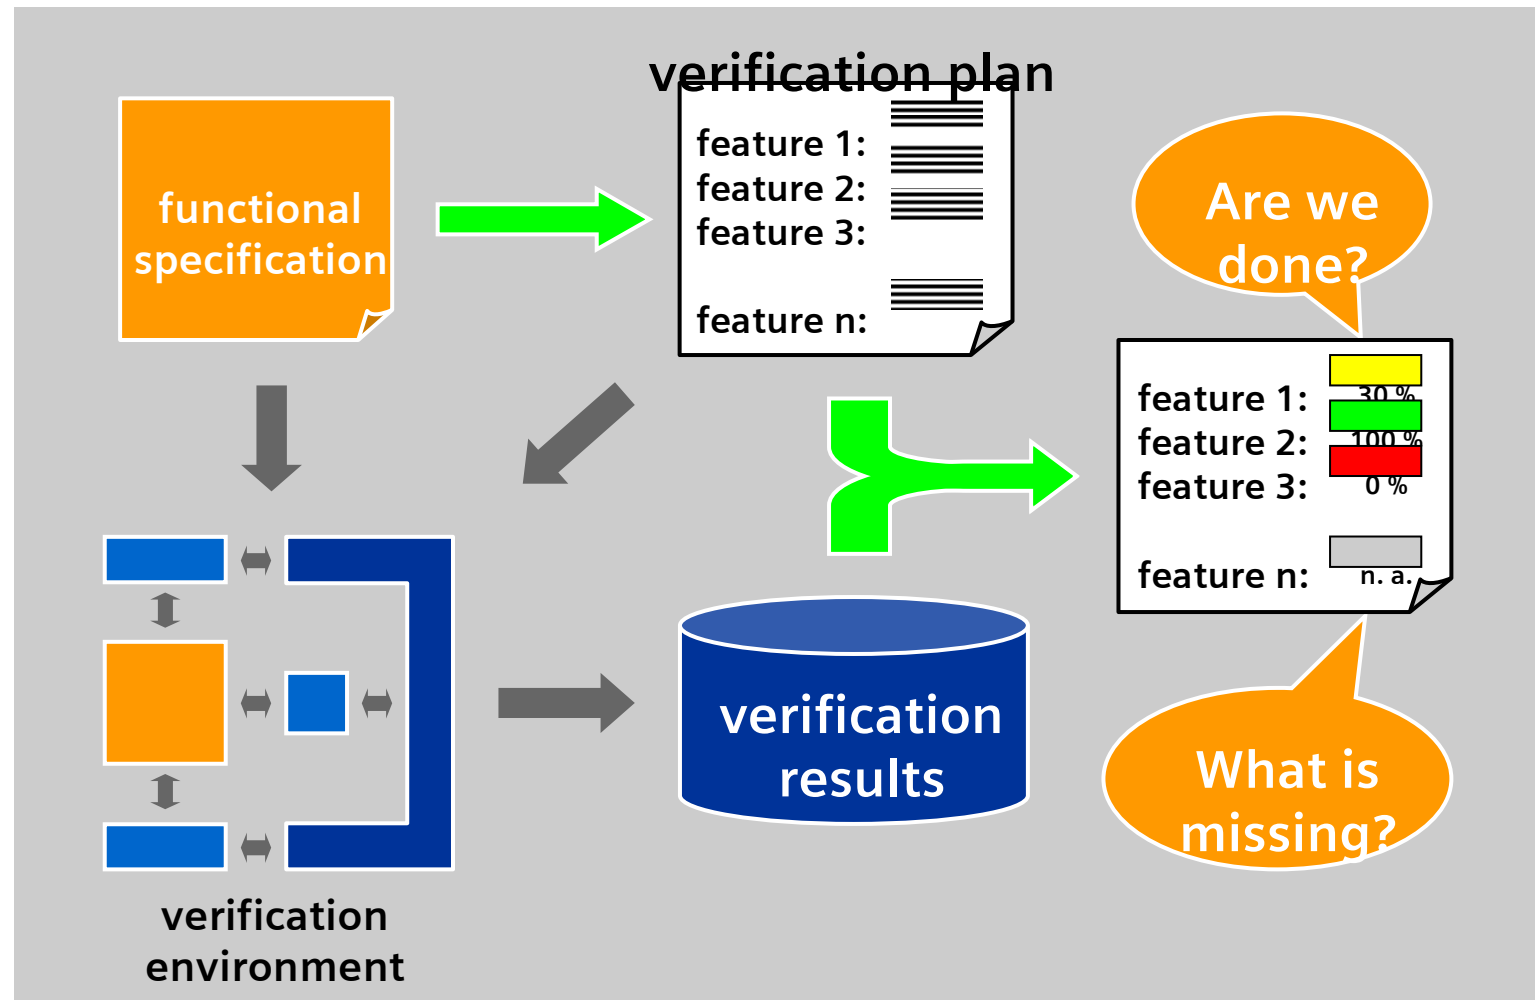 verification plan
functional
specification
feature 1:
feature 2:
feature 3:
feature n:
Are we
done?
feature 1: 30 %
feature 2: 100 %
feature 3: 0 %
feature n: n. a.
verification
results
What is
missing?
verification
environment